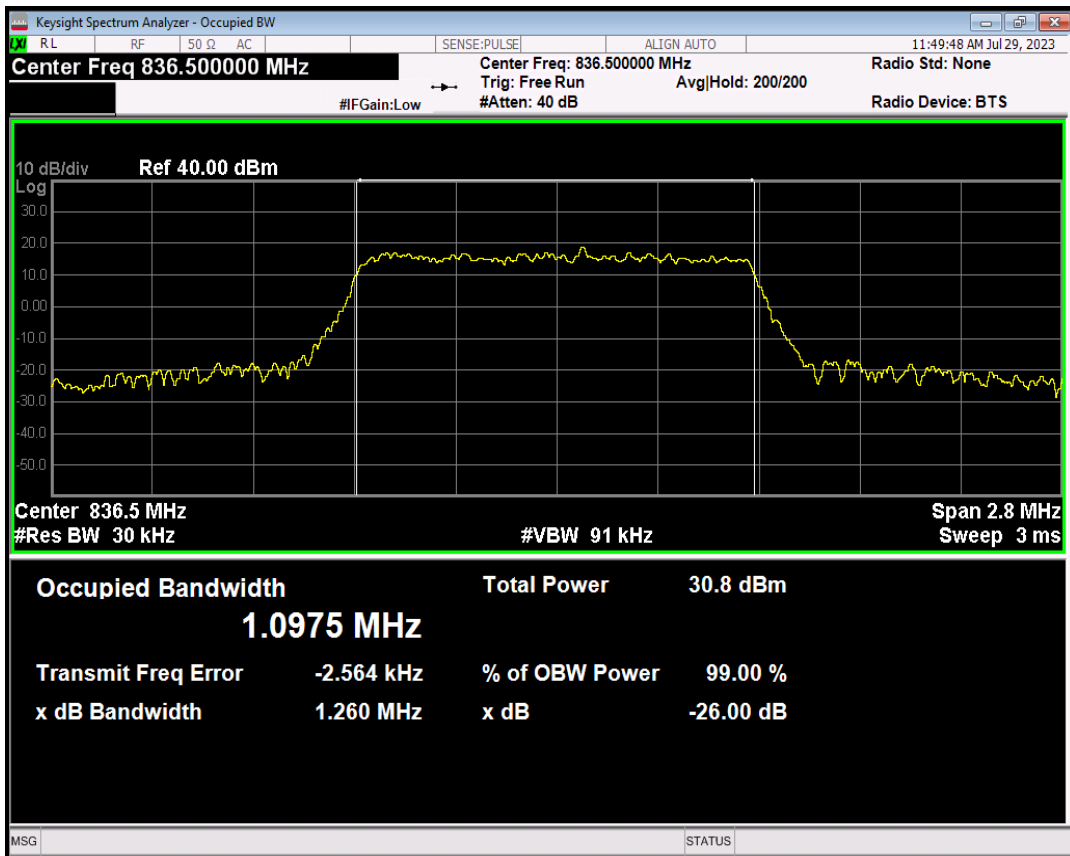 Keysight Spectrum Analyzer - Occupied BW
LXI RL RF 50 Ω AC SENSE:PULSE ALIGN AUTO 11:49:48 AM Jul 29, 2023
Center Freq 836.500000 MHz
Center Freq: 836.500000 MHz
Radio Std: None
Trig: Free Run Avg|Hold: 200/200
#IFGain:Low #Atten: 40 dB Radio Device: BTS
10 dB/div Ref 40.00 dBm
Log
30.0
20.0
10.0
0.00
-10.0
-20.0
-30.0
-40.0
-50.0
Center 836.5 MHz Span 2.8 MHz
#Res BW 30 kHz #VBW 91 kHz Sweep 3 ms
Occupied Bandwidth Total Power 30.8 dBm
1.0975 MHz
Transmit Freq Error -2.564 kHz % of OBW Power 99.00 %
x dB Bandwidth 1.260 MHz x dB -26.00 dB
MSG STATUS